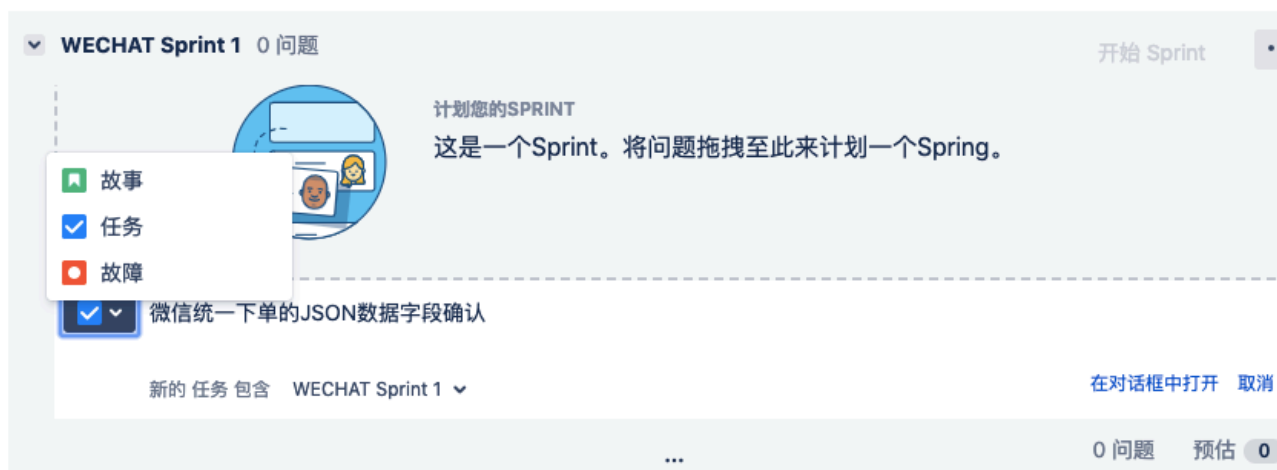 WECHAT Sprint 1 0 问题
开始 Sprint
计划您的SPRINT
这是一个Sprint。将问题拖拽至此来计划一个Spring。
故事
任务
故障
微信统一下单的JSON数据字段确认
新的 任务 包含 WECHAT Sprint 1
在对话框中打开 取消
...
0 问题 预估 0